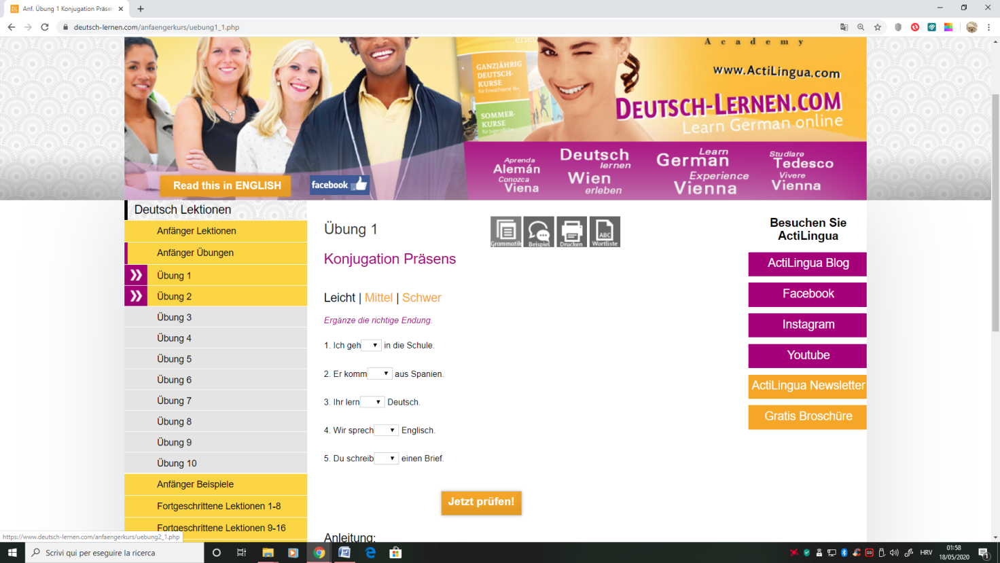 Anf. Übung 1 Konjugation Präsen
deutsch-lernen.com/anfaengerkurs/uebung1_1.php
Academy
www.ActiLingua.com
DEUTSCH-LERNEN.COM
Learn German online
GANZJÄHRIG
DEUTSCH-
KURSE
für Erwachsene 16+
SOMMER-
KURSE
für Jugendliche
Aprenda
Alemán
Conozca
Viena
Deutsch
lernen
Wien
erleben
Learn
German
Experience
Vienna
Studiare
Tedesco
Vivere
Vienna
Read this in ENGLISH
facebook
Deutsch Lektionen
Anfänger Lektionen
Anfänger Übungen
Übung 1
Übung 2
Übung 3
Übung 4
Übung 5
Übung 6
Übung 7
Übung 8
Übung 9
Übung 10
Anfänger Beispiele
Fortgeschrittene Lektionen 1-8
Fortgeschrittene Lektionen 9-16
Übung 1
Grammatik
Beispiel
Drucken
ABC
Wortliste
Konjugation Präsens
Leicht | Mittel | Schwer
Ergänze die richtige Endung.
1. Ich geh in die Schule.
2. Er komm aus Spanien.
3. Ihr lern Deutsch.
4. Wir sprech Englisch.
5. Du schreib einen Brief.
Jetzt prüfen!
Anleitung:
Besuchen Sie
ActiLingua
ActiLingua Blog
Facebook
Instagram
Youtube
ActiLingua Newsletter
Gratis Broschüre
https://www.deutsch-lernen.com/anfaengerkurs/uebung2_1.php
Scrivi qui per eseguire la ricerca
HRV
01:58
18/05/2020